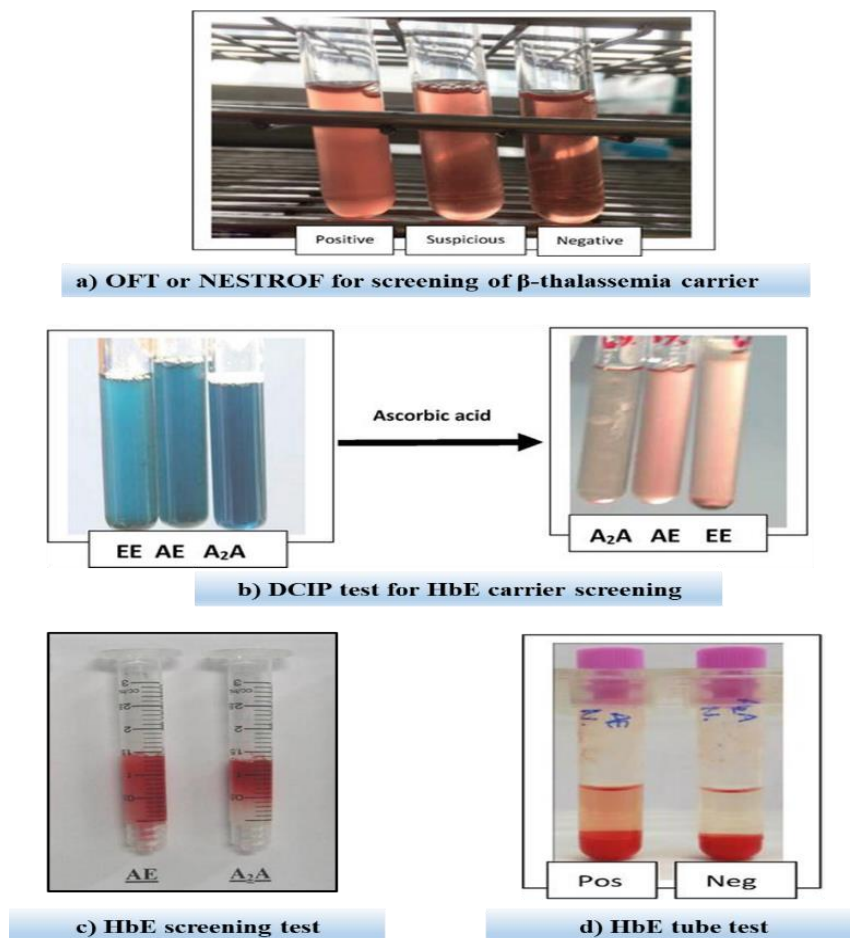 Positive
Suspicious
Negative
a) OFT or NESTROF for screening of β-thalassemia carrier
Ascorbic acid
EE AE A₂A
A₂A AE EE
b) DCIP test for HbE carrier screening
AE
A₂A
AE
Pos
Neg
c) HbE screening test
d) HbE tube test